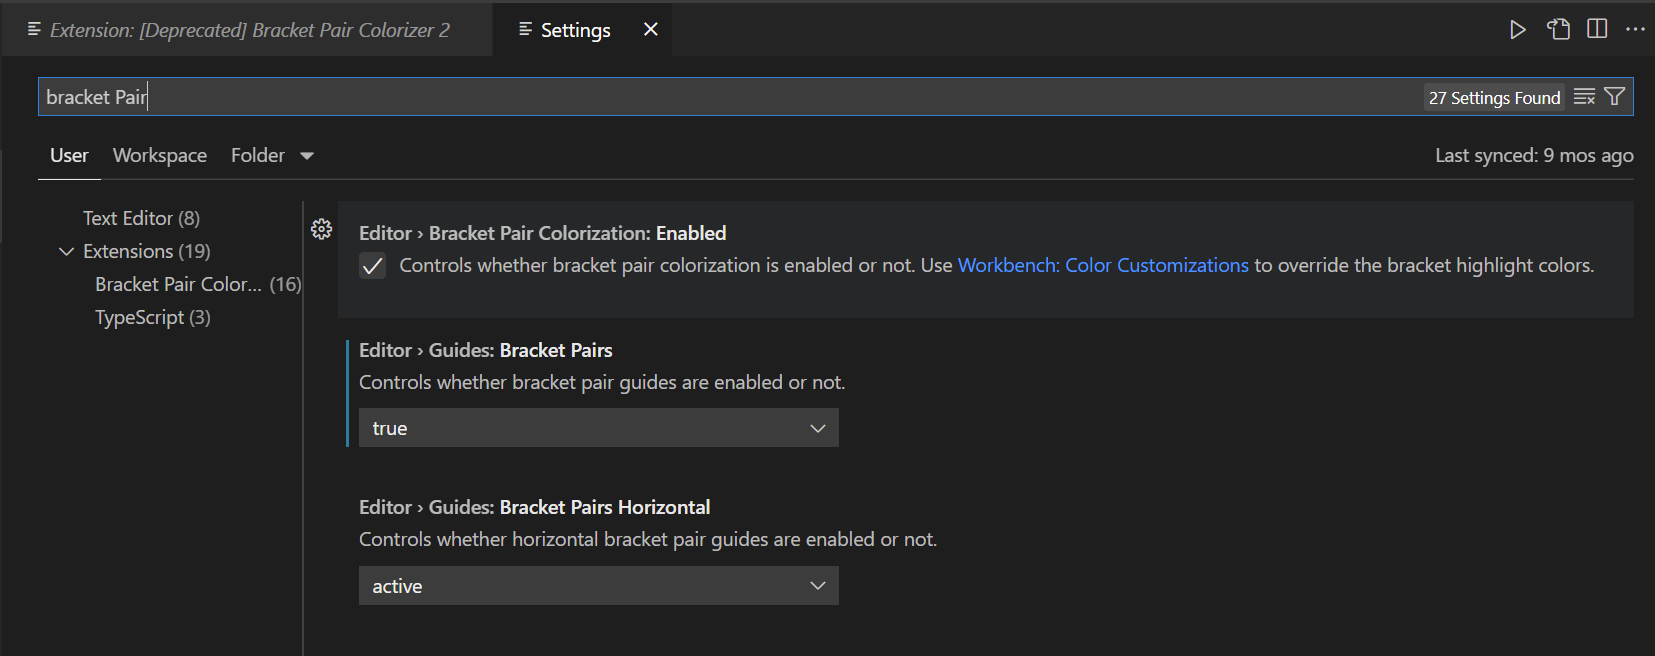 Extension: [Deprecated] Bracket Pair Colorizer 2
Settings
bracket Pair
27 Settings Found
User
Workspace
Folder
Last synced: 9 mos ago
Text Editor (8)
Extensions (19)
Bracket Pair Color... (16)
TypeScript (3)
Editor › Bracket Pair Colorization: Enabled
Controls whether bracket pair colorization is enabled or not. Use Workbench: Color Customizations to override the bracket highlight colors.
Editor › Guides: Bracket Pairs
Controls whether bracket pair guides are enabled or not.
true
Editor › Guides: Bracket Pairs Horizontal
Controls whether horizontal bracket pair guides are enabled or not.
active